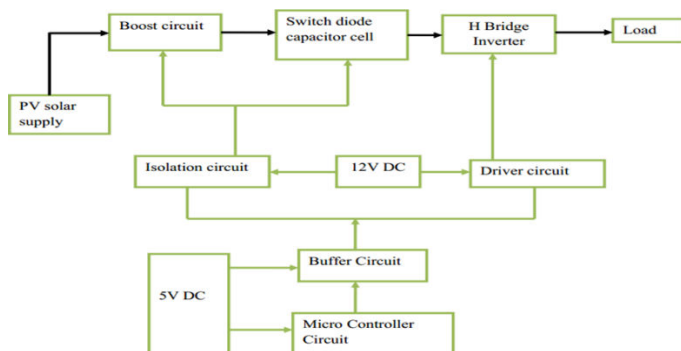 Boost circuit
Switch diode
capacitor cell
H Bridge
Inverter
Load
PV solar
supply
Isolation circuit
12V DC
Driver circuit
Buffer Circuit
5V DC
Micro Controller
Circuit